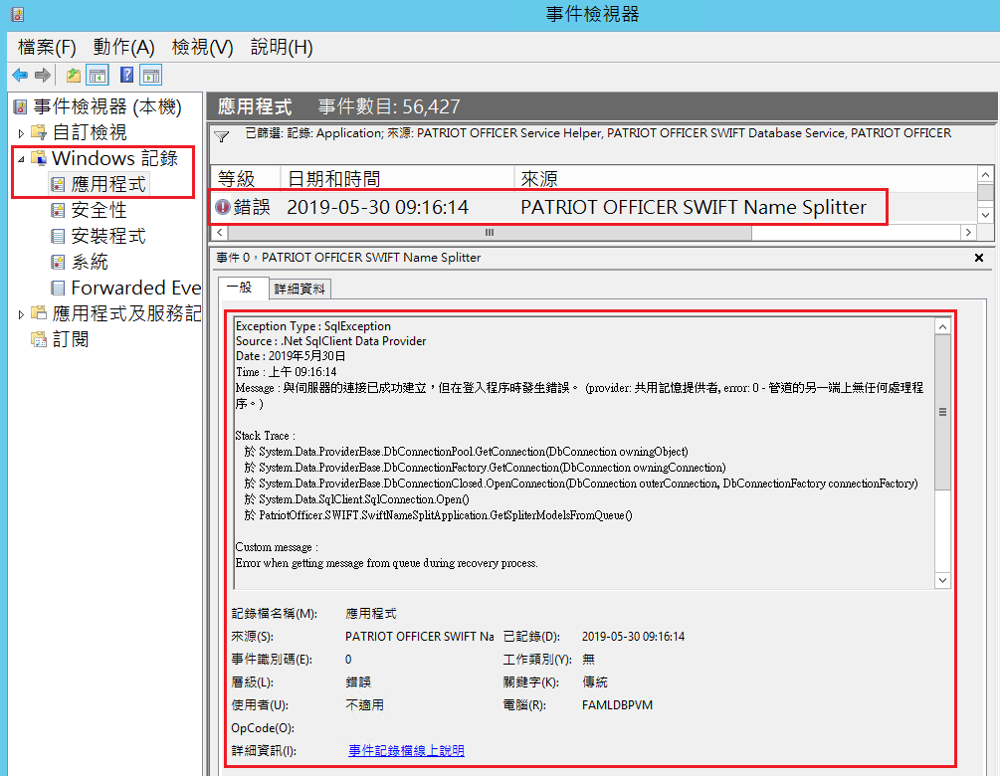 事件檢視器
檔案(F) 動作(A) 檢視(V) 說明(H)
事件檢視器 (本機)
自訂檢視
Windows 記錄
應用程式
安全性
安裝程式
系統
Forwarded Eve
應用程式及服務記
訂閱
應用程式 事件數目: 56,427
已篩選: 記錄: Application; 來源: PATRIOT OFFICER Service Helper, PATRIOT OFFICER SWIFT Database Service, PATRIOT OFFICER
等級 日期和時間 來源
錯誤 2019-05-30 09:16:14 PATRIOT OFFICER SWIFT Name Splitter
事件 0，PATRIOT OFFICER SWIFT Name Splitter
一般 詳細資料
Exception Type : SqlException
Source : .Net SqlClient Data Provider
Date : 2019年5月30日
Time : 上午 09:16:14
Message : 與伺服器的連接已成功建立，但在登入程序時發生錯誤。 (provider: 共用記憶提供者, error: 0 - 管道的另一端上無任何處理程
序。)
Stack Trace :
於 System.Data.ProviderBase.DbConnectionPool.GetConnection(DbConnection owningObject)
於 System.Data.ProviderBase.DbConnectionFactory.GetConnection(DbConnection owningConnection)
於 System.Data.ProviderBase.DbConnectionClosed.OpenConnection(DbConnection outerConnection, DbConnectionFactory connectionFactory)
於 System.Data.SqlClient.SqlConnection.Open()
於 PatriotOfficer.SWIFT.SwiftNameSplitApplication.GetSpliterModelsFromQueue()
Custom message :
Error when getting message from queue during recovery process.
記錄檔名稱(M): 應用程式
來源(S): PATRIOT OFFICER SWIFT Na 已記錄(D): 2019-05-30 09:16:14
事件識別碼(E): 0 工作類別(Y): 無
層級(L): 錯誤 關鍵字(K): 傳統
使用者(U): 不適用 電腦(R): FAMLDBPVM
OpCode(O):
詳細資訊(I): 事件記錄檔線上說明